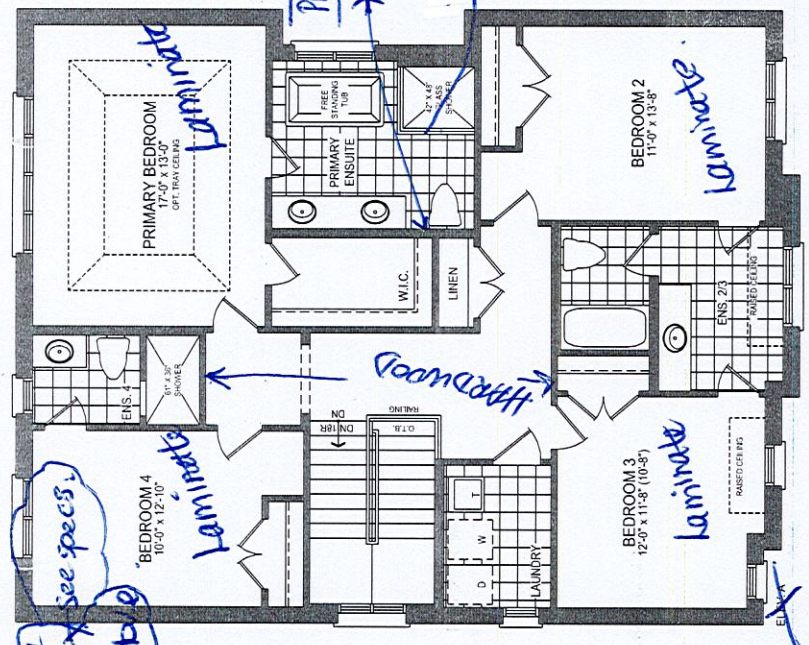 Laminate
PRIMARY BEDROOM
17'-0" x 13'-0"
OPT. TRAY CEILING
FREE
STANDING
TUB
42" X 48"
GLASS
SHOWER
PRIMARY
ENSUITE
BEDROOM 2
11'-0" x 13'-8"
Laminate
W.I.C.
LINEN
ENS. 2/3
RAISED CEILING
ENS. 4
61" X 36"
SHOWER
HARDWOOD
DN
DN 18R
O.T.B.
RAILING
BEDROOM 4
10'-0" x 12'-10"
Laminate
see specs.
T
W
D
LAUNDRY
BEDROOM 3
12'-0" x 11'-8" (10'-8")
Laminate
RAISED CEILING